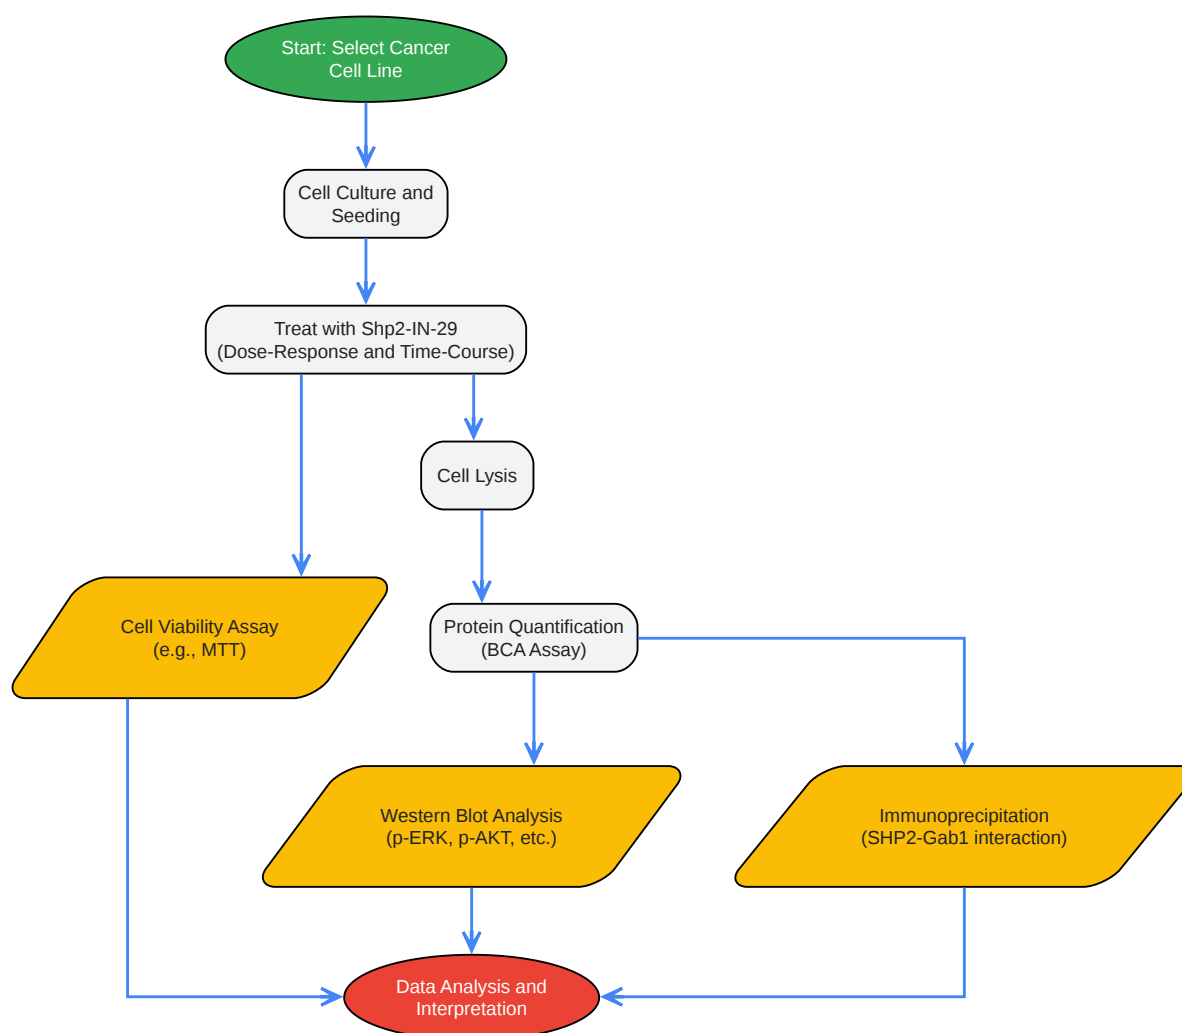 Start: Select Cancer
Cell Line
Cell Culture and
Seeding
Treat with Shp2-IN-29
(Dose-Response and Time-Course)
Cell Lysis
Cell Viability Assay
(e.g., MTT)
Protein Quantification
(BCA Assay)
Western Blot Analysis
(p-ERK, p-AKT, etc.)
Immunoprecipitation
(SHP2-Gab1 interaction)
Data Analysis and
Interpretation